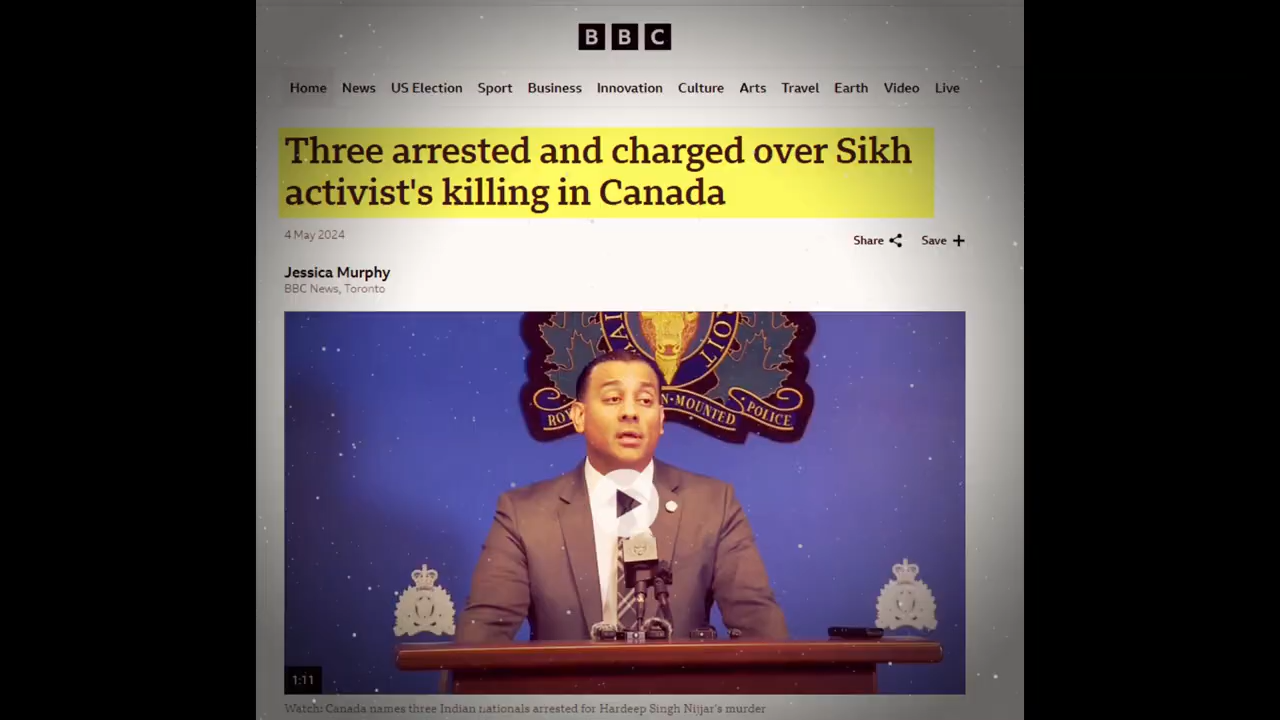 BBC
Home News US Election Sport Business Innovation Culture Arts Travel Earth Video Live
Three arrested and charged over Sikh
activist's killing in Canada
4 May 2024
Share Save
Jessica Murphy
BBC News, Toronto
MOUNTED POLICE
1:11
Watch: Canada names three Indian nationals arrested for Hardeep Singh Nijjar's murder